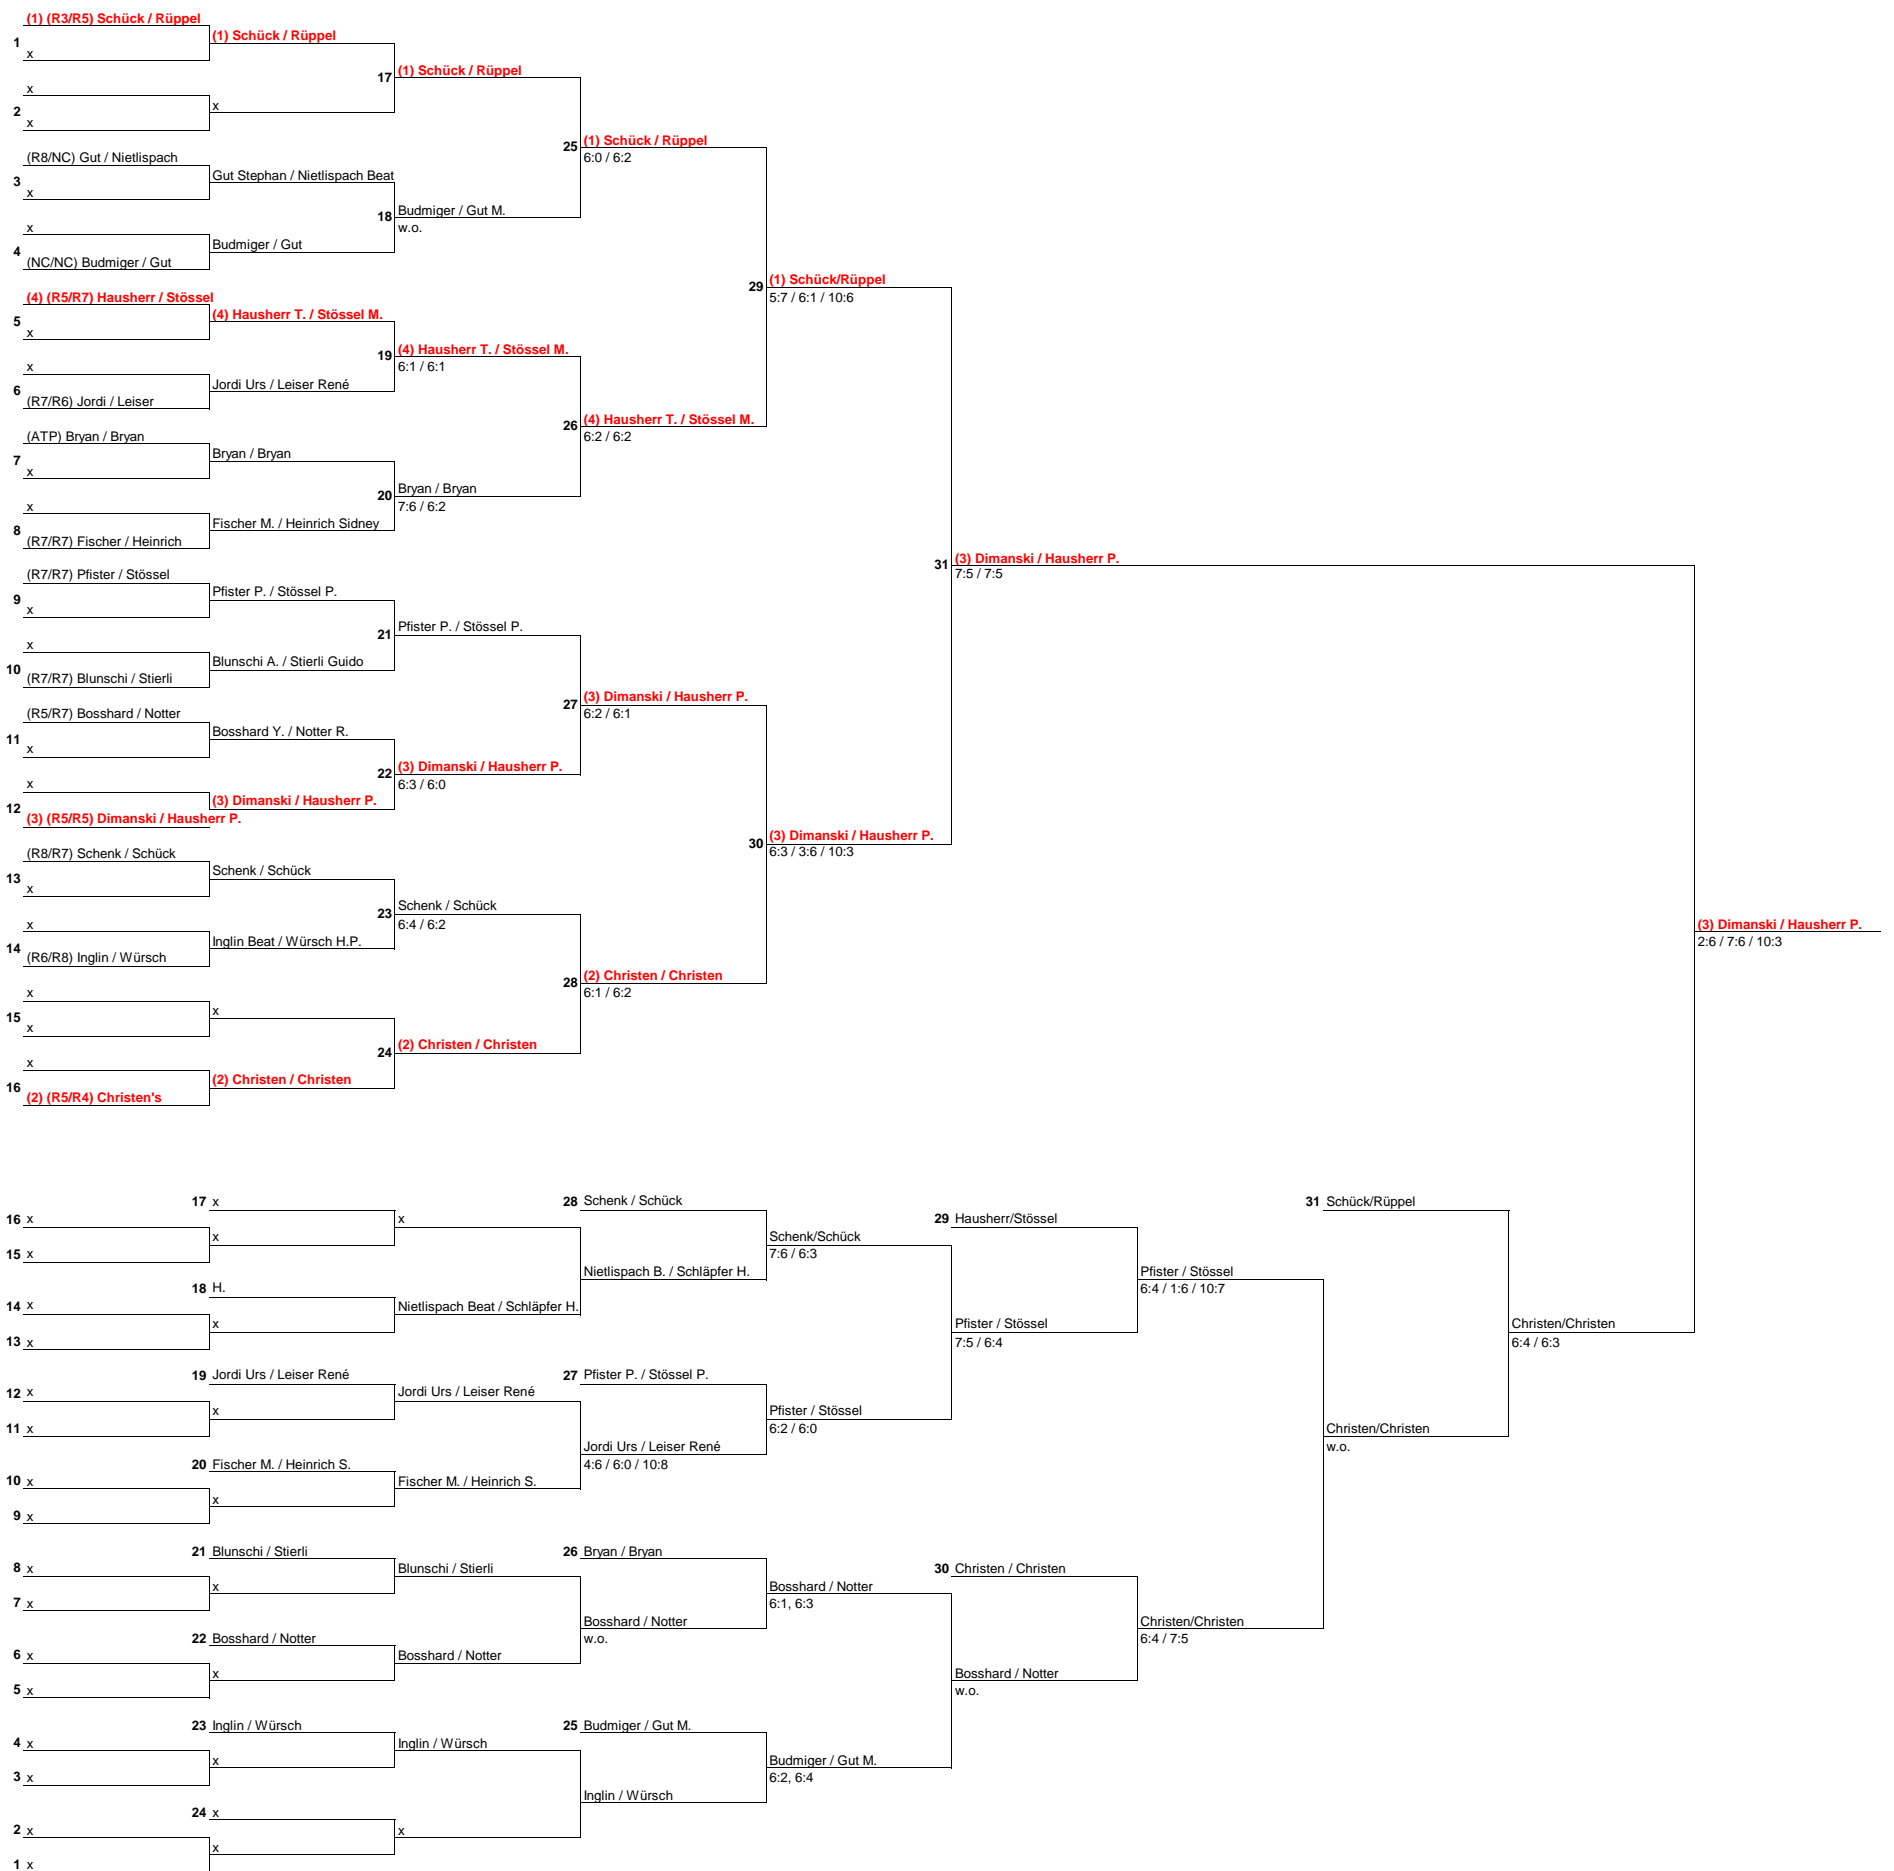 (1) (R3/R5) Schück / Rüppel
1
(1) Schück / Rüppel
x
17
(1) Schück / Rüppel
x
2
x
x
25
(1) Schück / Rüppel
6:0 / 6:2
(R8/NC) Gut / Nietlispach
3
Gut Stephan / Nietlispach Beat
x
18
Budmiger / Gut M.
w.o.
x
4
Budmiger / Gut
(NC/NC) Budmiger / Gut
29
(1) Schück/Rüppel
5:7 / 6:1 / 10:6
(4) (R5/R7) Hausherr / Stössel
5
(4) Hausherr T. / Stössel M.
x
19
(4) Hausherr T. / Stössel M.
6:1 / 6:1
x
6
Jordi Urs / Leiser René
(R7/R6) Jordi / Leiser
26
(4) Hausherr T. / Stössel M.
6:2 / 6:2
(ATP) Bryan / Bryan
7
Bryan / Bryan
x
20
Bryan / Bryan
7:6 / 6:2
x
8
Fischer M. / Heinrich Sidney
(R7/R7) Fischer / Heinrich
31
(3) Dimanski / Hausherr P.
7:5 / 7:5
(R7/R7) Pfister / Stössel
9
Pfister P. / Stössel P.
x
21
Pfister P. / Stössel P.
x
10
Blunschi A. / Stierli Guido
(R7/R7) Blunschi / Stierli
27
(3) Dimanski / Hausherr P.
6:2 / 6:1
(R5/R7) Bosshard / Notter
11
Bosshard Y. / Notter R.
x
22
(3) Dimanski / Hausherr P.
6:3 / 6:0
x
12
(3) Dimanski / Hausherr P.
(3) (R5/R5) Dimanski / Hausherr P.
30
(3) Dimanski / Hausherr P.
6:3 / 3:6 / 10:3
(R8/R7) Schenk / Schück
13
Schenk / Schück
x
23
Schenk / Schück
6:4 / 6:2
x
14
Inglin Beat / Würsch H.P.
(R6/R8) Inglin / Würsch
(3) Dimanski / Hausherr P.
2:6 / 7:6 / 10:3
28
(2) Christen / Christen
6:1 / 6:2
x
15
x
x
24
(2) Christen / Christen
x
16
(2) Christen / Christen
(2) (R5/R4) Christen's
17 x
28 Schenk / Schück
31 Schück/Rüppel
16 x
x
29 Hausherr/Stössel
x
Schenk/Schück
7:6 / 6:3
15 x
Nietlispach B. / Schläpfer H.
Pfister / Stössel
6:4 / 1:6 / 10:7
18 H.
14 x
Nietlispach Beat / Schläpfer H.
x
Pfister / Stössel
7:5 / 6:4
Christen/Christen
6:4 / 6:3
13 x
19 Jordi Urs / Leiser René
27 Pfister P. / Stössel P.
12 x
Jordi Urs / Leiser René
x
Pfister / Stössel
6:2 / 6:0
11 x
Christen/Christen
w.o.
Jordi Urs / Leiser René
4:6 / 6:0 / 10:8
20 Fischer M. / Heinrich S.
10 x
Fischer M. / Heinrich S.
x
9 x
21 Blunschi / Stierli
26 Bryan / Bryan
8 x
Blunschi / Stierli
30 Christen / Christen
x
Bosshard / Notter
6:1, 6:3
7 x
Bosshard / Notter
w.o.
Christen/Christen
6:4 / 7:5
22 Bosshard / Notter
6 x
Bosshard / Notter
x
Bosshard / Notter
w.o.
5 x
23 Inglin / Würsch
25 Budmiger / Gut M.
4 x
Inglin / Würsch
x
Budmiger / Gut M.
6:2, 6:4
3 x
Inglin / Würsch
24 x
2 x
x
x
1 x